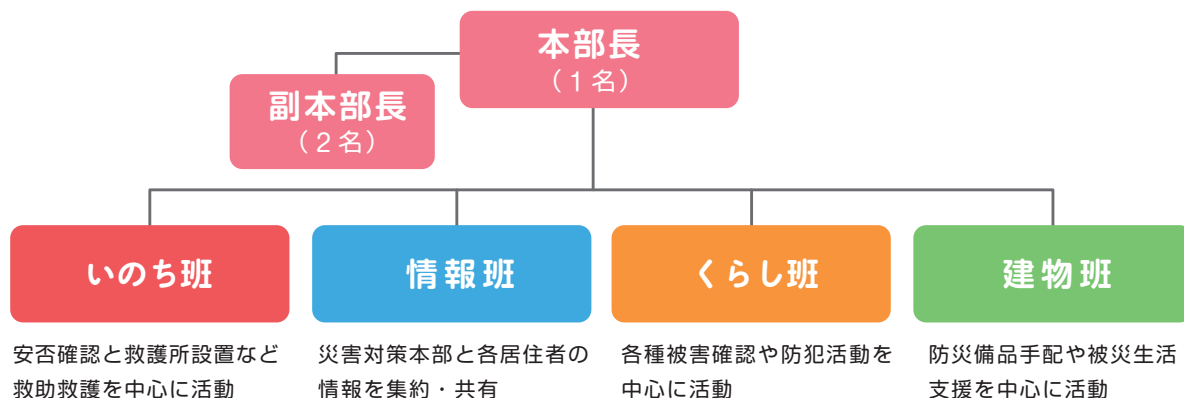 本部長
（1名）
副本部長
（2名）
いのち班
情報班
くらし班
建物班
安否確認と救護所設置など
救助救護を中心に活動
災害対策本部と各居住者の
情報を集約・共有
各種被害確認や防犯活動を
中心に活動
防災備品手配や被災生活
支援を中心に活動